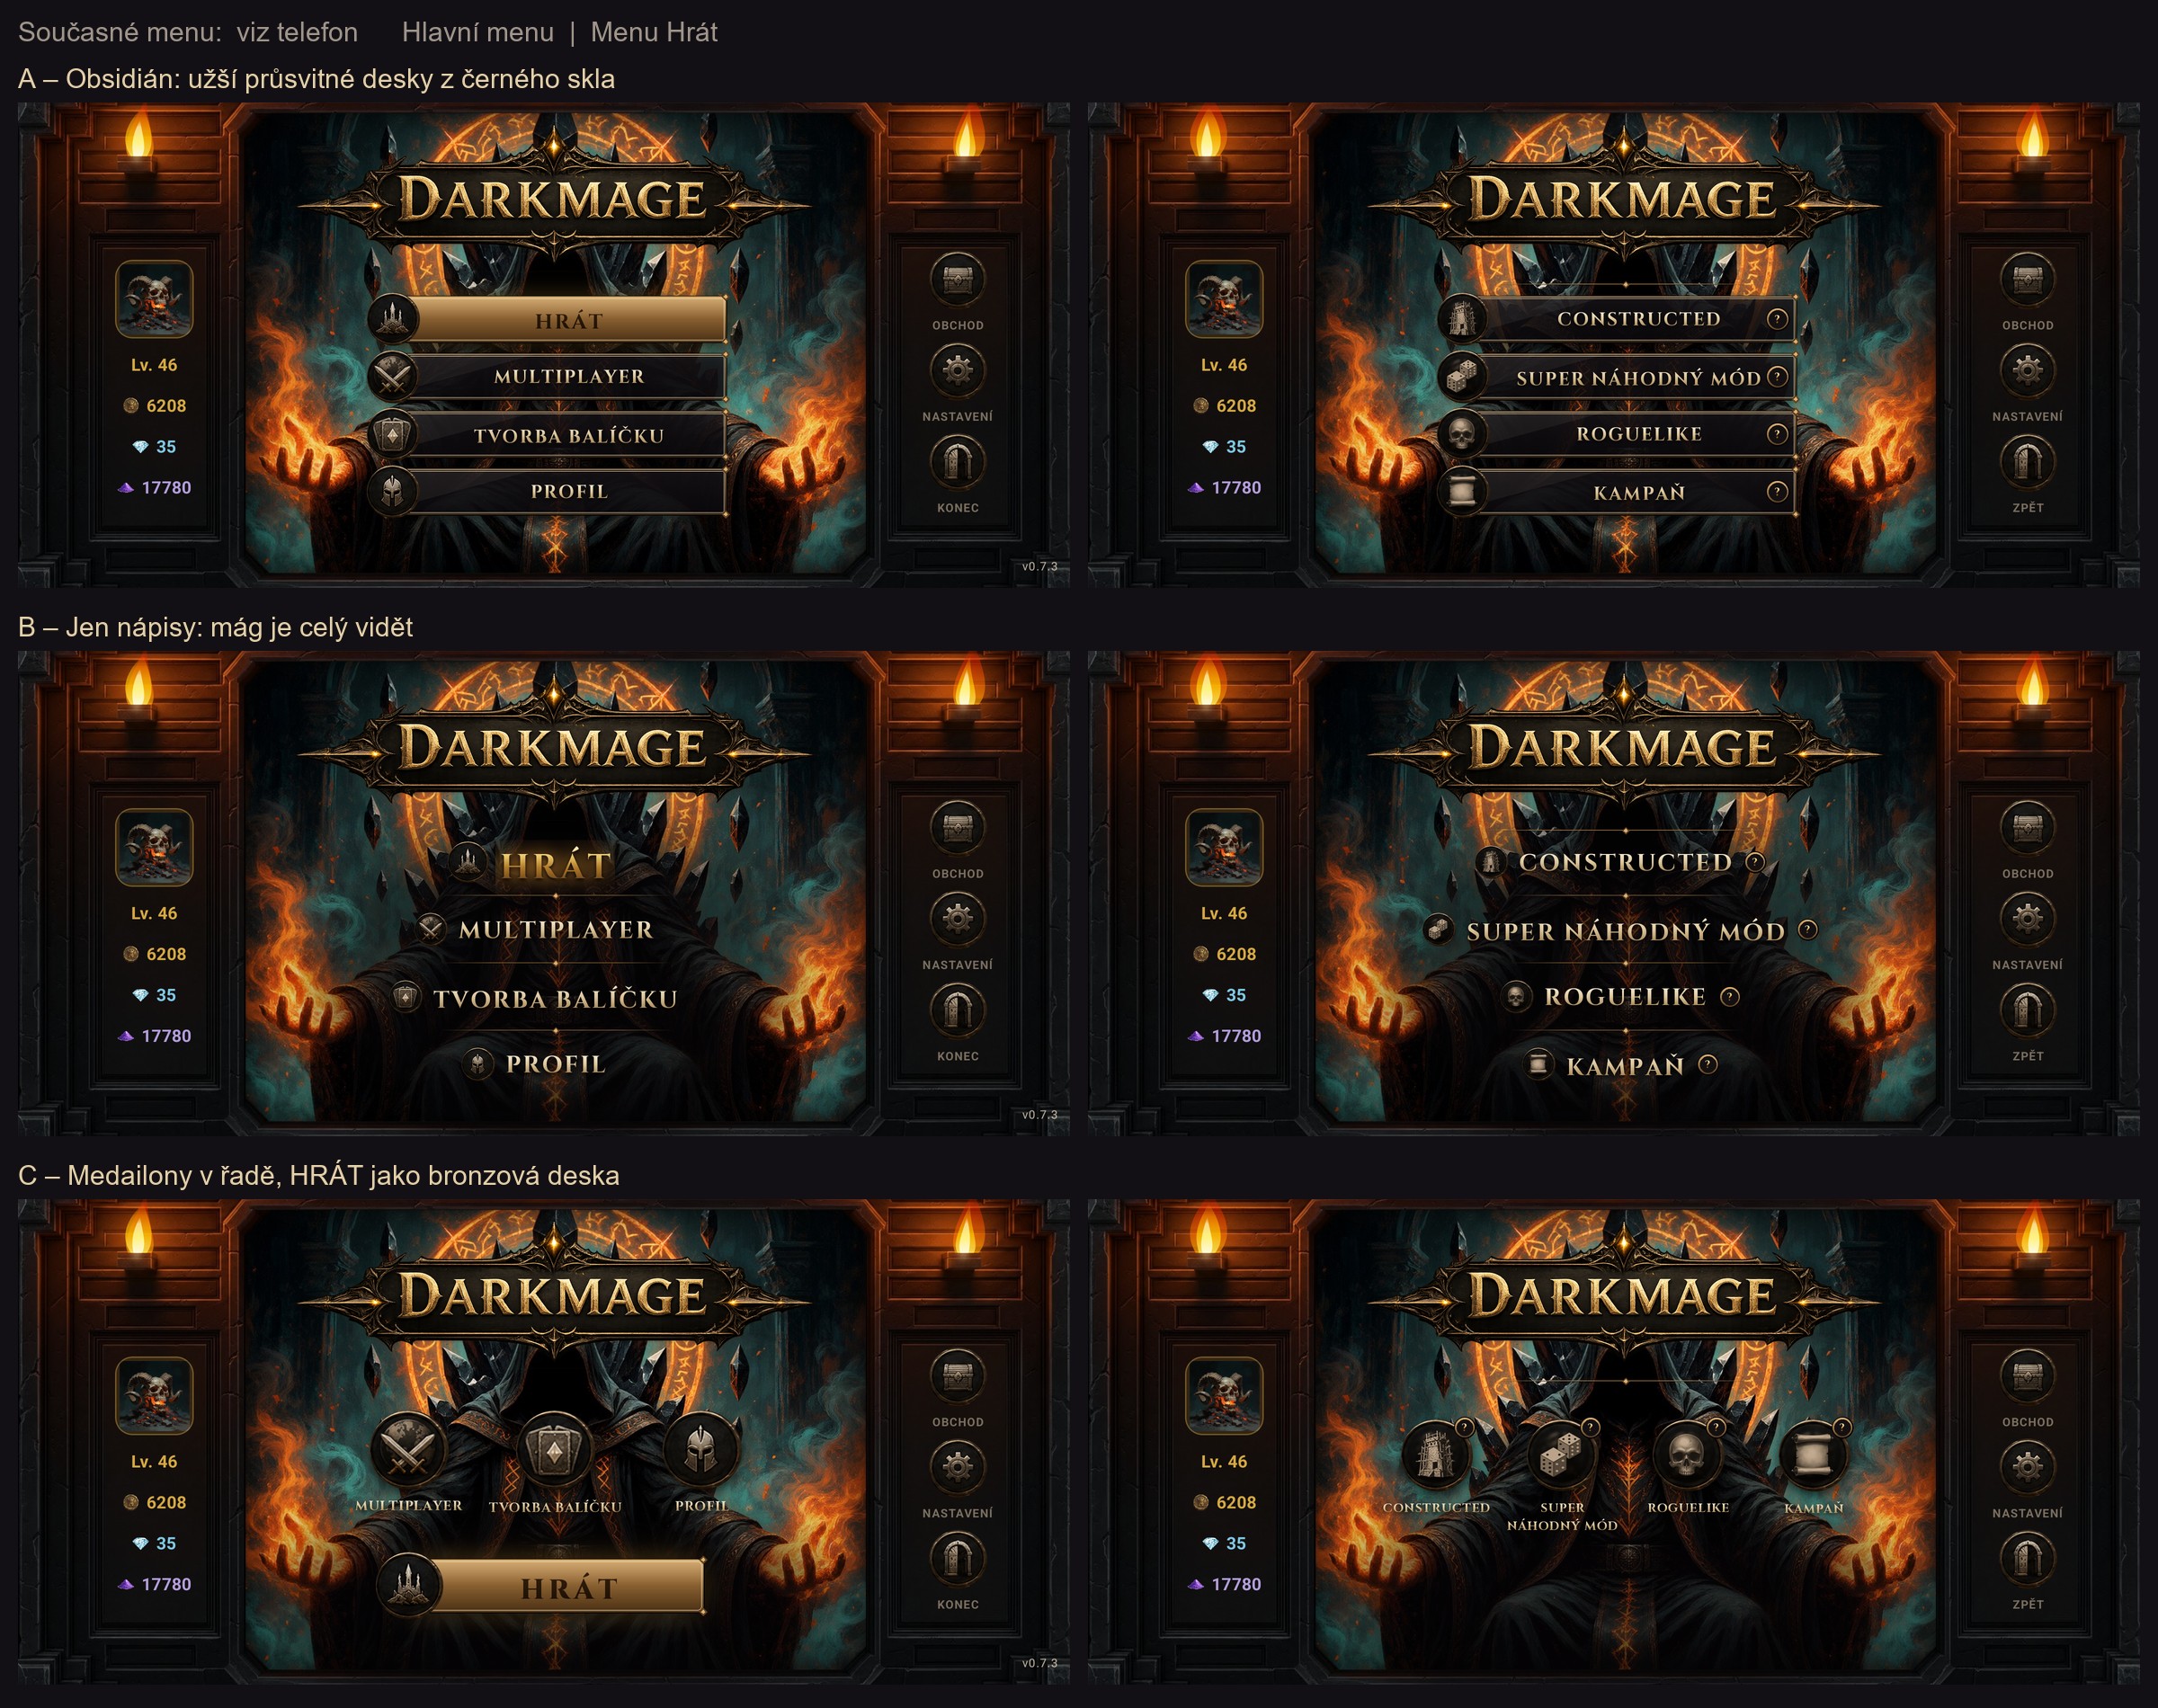 Současné menu:  viz telefon      Hlavní menu  |  Menu Hrát
A – Obsidián: užší průsvitné desky z černého skla
DARKMAGE
HRÁT
MULTIPLAYER
TVORBA BALÍČKU
PROFIL
Lv. 46
6208
35
17780
OBCHOD
NASTAVENÍ
KONEC
v0.7.3
DARKMAGE
CONSTRUCTED ?
SUPER NÁHODNÝ MÓD ?
ROGUELIKE ?
KAMPAŇ ?
Lv. 46
6208
35
17780
OBCHOD
NASTAVENÍ
ZPĚT
B – Jen nápisy: mág je celý vidět
DARKMAGE
HRÁT
MULTIPLAYER
TVORBA BALÍČKU
PROFIL
Lv. 46
6208
35
17780
OBCHOD
NASTAVENÍ
KONEC
v0.7.3
DARKMAGE
CONSTRUCTED ?
SUPER NÁHODNÝ MÓD ?
ROGUELIKE ?
KAMPAŇ ?
Lv. 46
6208
35
17780
OBCHOD
NASTAVENÍ
ZPĚT
C – Medailony v řadě, HRÁT jako bronzová deska
DARKMAGE
MULTIPLAYER
TVORBA BALÍČKU
PROFIL
HRÁT
Lv. 46
6208
35
17780
OBCHOD
NASTAVENÍ
KONEC
v0.7.3
DARKMAGE
? ? ? ?
CONSTRUCTED
SUPER
NÁHODNÝ MÓD
ROGUELIKE
KAMPAŇ
Lv. 46
6208
35
17780
OBCHOD
NASTAVENÍ
ZPĚT